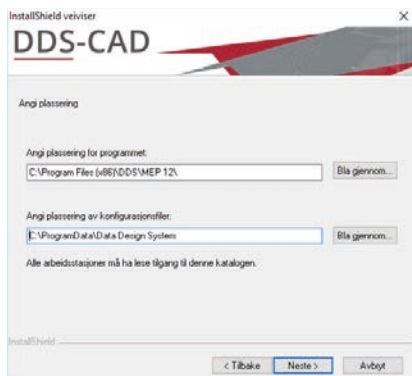 InstallShield veiviser
DDS-CAD
Angi plassering
Angi plassering for programmet:
C:\Program Files (x86)\DDS\MEP 12\
Bla gjennom...
Angi plassering av konfigurasjonsfiler:
C:\ProgramData\Data Design System
Bla gjennom...
Alle arbeidsstasjoner må ha lese tilgang til denne katalogen.
InstallShield
< Tilbake
Neste >
Avbryt